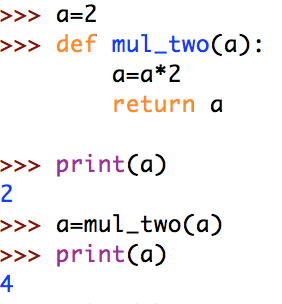 >>> a=2
>>> def mul_two(a):
        a=a*2
        return a

>>> print(a)
2
>>> a=mul_two(a)
>>> print(a)
4